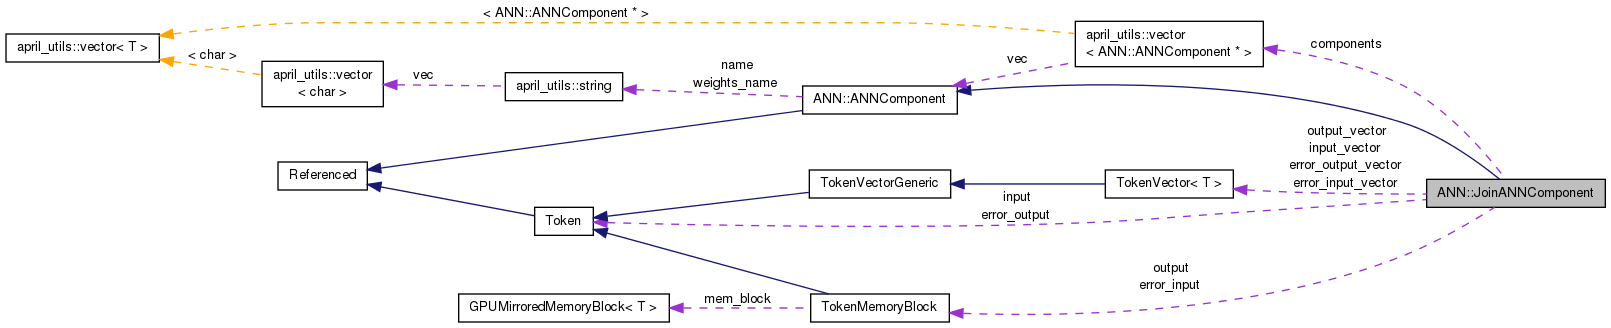 < ANN::ANNComponent * >
april_utils::vector< T >
< char >
april_utils::vector
< char >
vec
april_utils::string
name
weights_name
ANN::ANNComponent
vec
april_utils::vector
< ANN::ANNComponent * >
components
Referenced
Token
TokenVectorGeneric
TokenVector< T >
output_vector
input_vector
error_output_vector
error_input_vector
ANN::JoinANNComponent
input
error_output
output
error_input
GPUMirroredMemoryBlock< T >
mem_block
TokenMemoryBlock